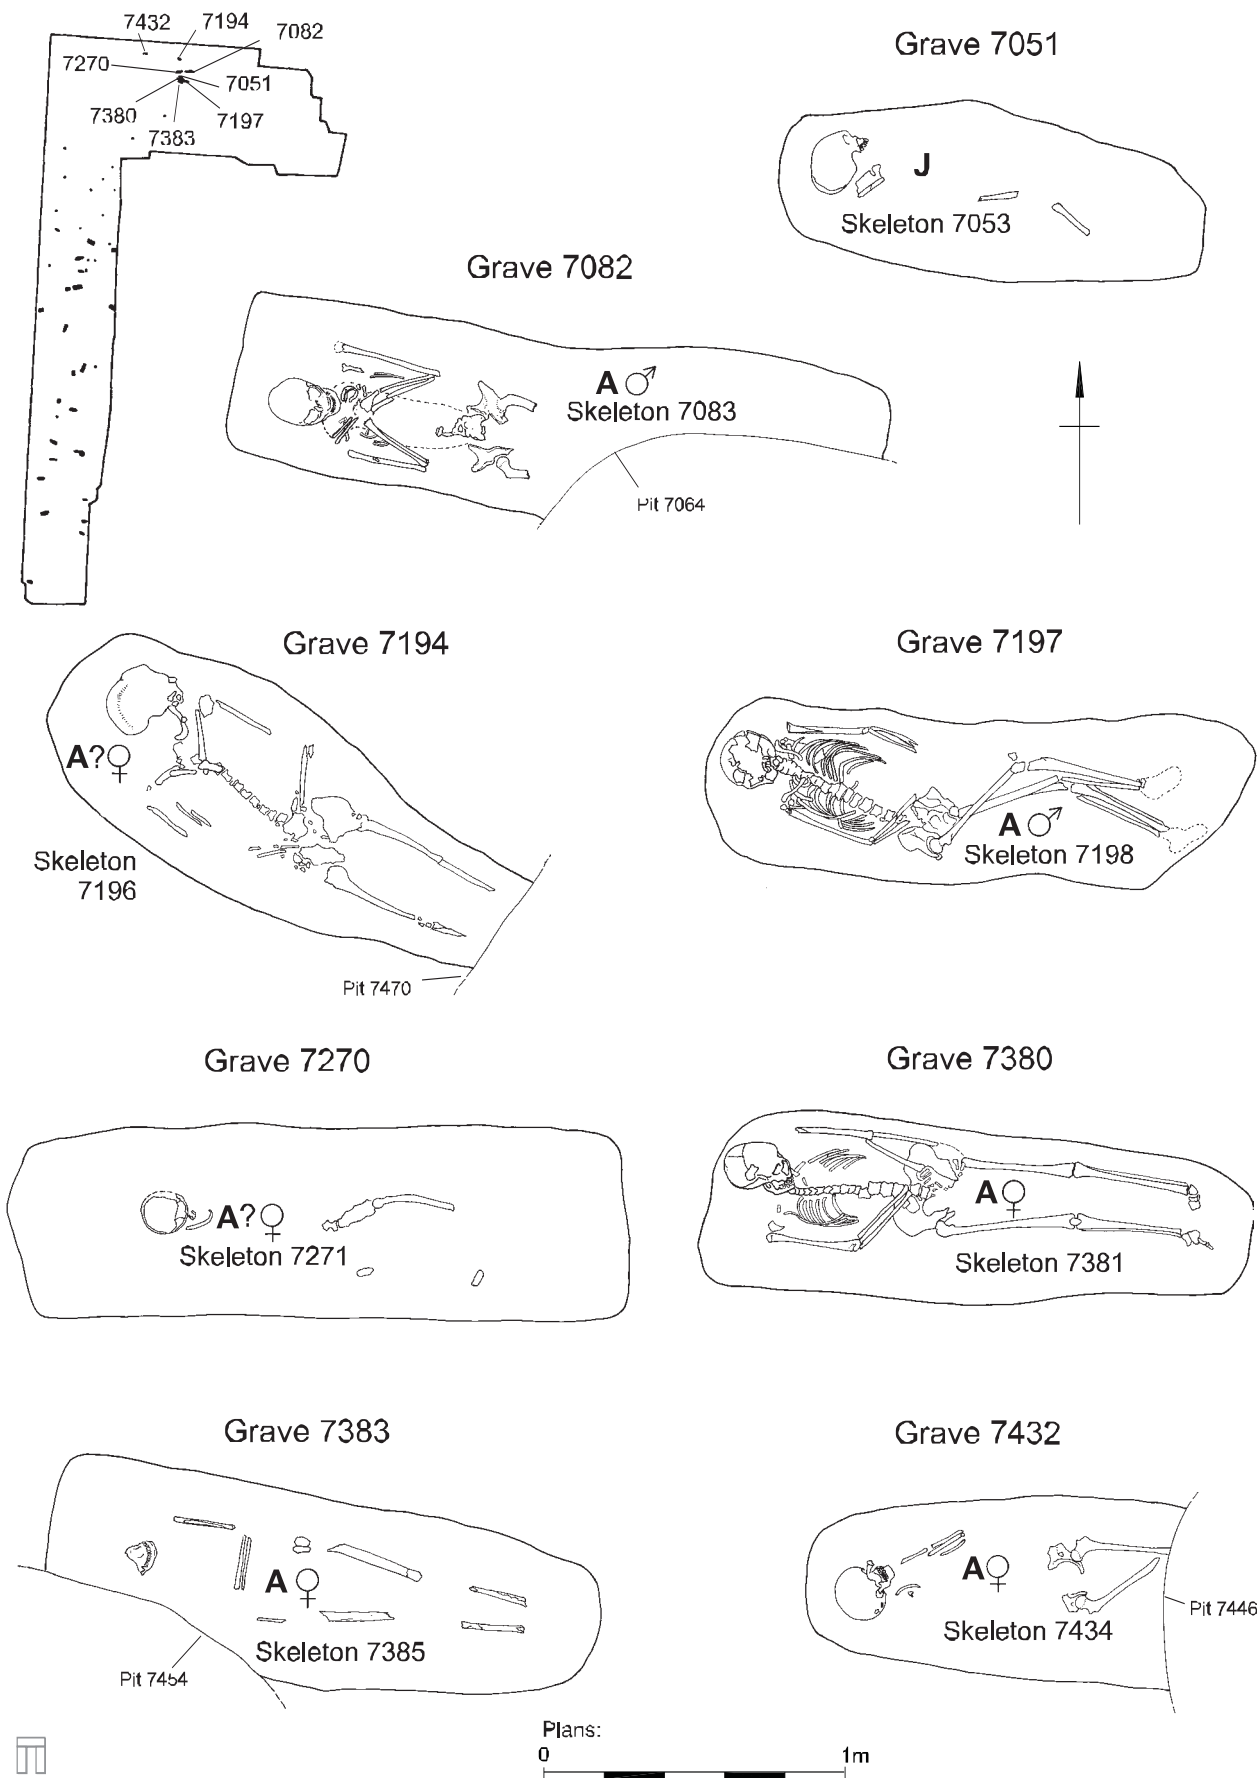 7432
7194
7082
7270
7051
7380
7197
7383
Grave 7051
J
Skeleton 7053
Grave 7082
A ♂
Skeleton 7083
Pit 7064
Grave 7194
A?♀
Skeleton
7196
Pit 7470
Grave 7197
A ♂
Skeleton 7198
Grave 7270
A?♀
Skeleton 7271
Grave 7380
A♀
Skeleton 7381
Grave 7383
A♀
Skeleton 7385
Pit 7454
Grave 7432
A♀
Skeleton 7434
Pit 7446
Plans:
0 1m